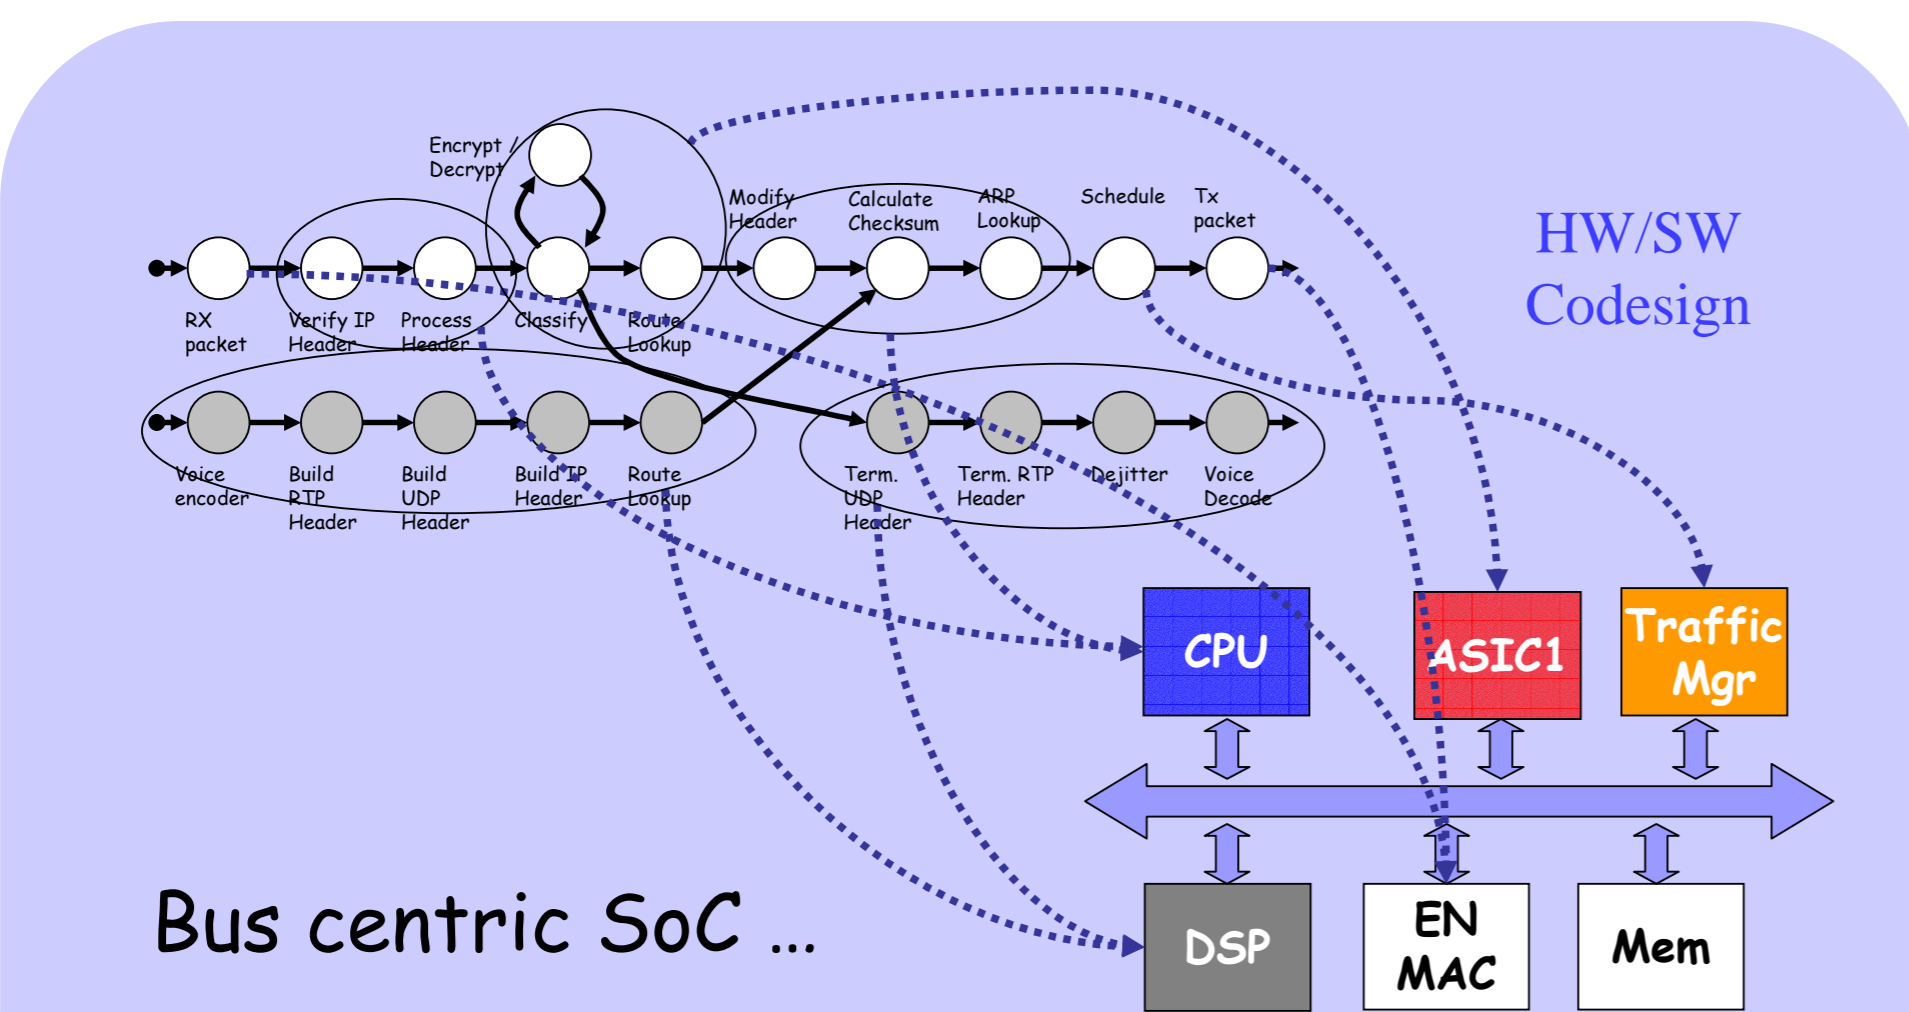 Encrypt /
Decrypt
Modify
Header
Calculate
Checksum
ARP
Lookup
Schedule
Tx
packet
HW/SW
Codesign
RX
packet
Verify IP
Header
Process
Header
Classify
Route
Lookup
Voice
encoder
Build
RTP
Header
Build
UDP
Header
Build IP
Header
Route
Lookup
Term.
UDP
Header
Term. RTP
Header
Dejitter
Voice
Decode
CPU
ASIC1
Traffic
Mgr
Bus centric SoC ...
DSP
EN
MAC
Mem